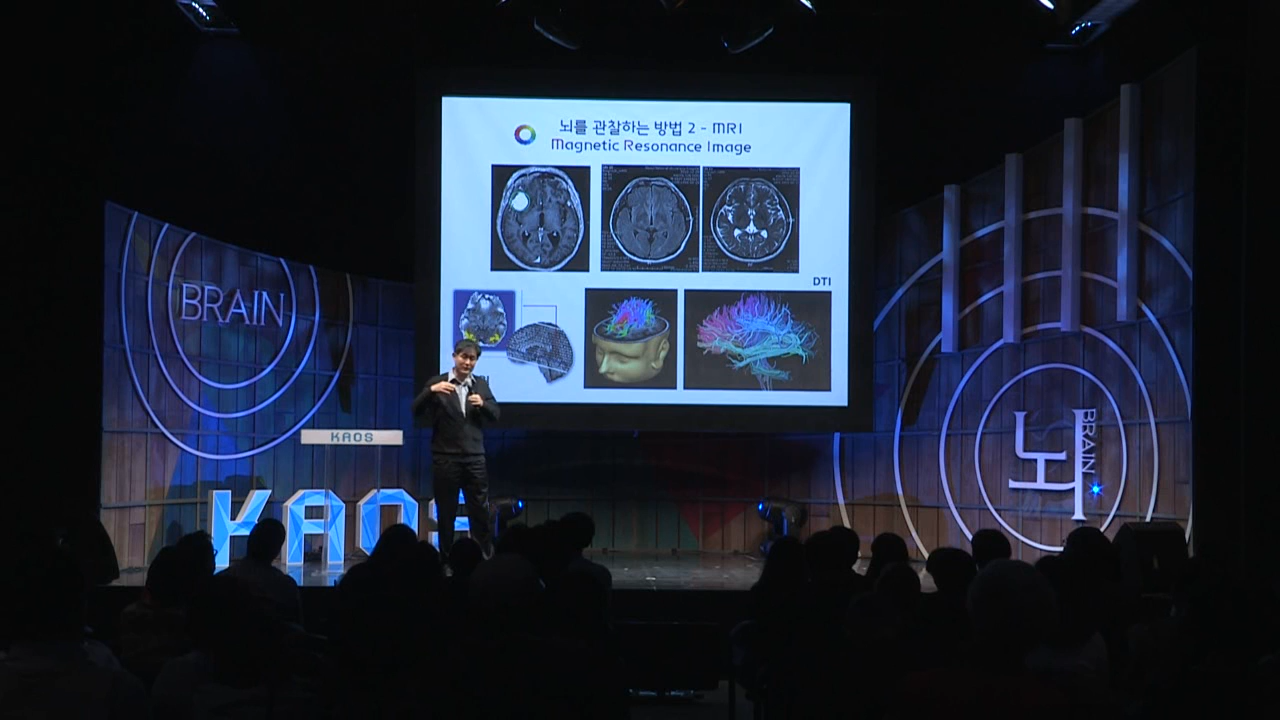 뇌를 관찰하는 방법 2 - MRI
Magnetic Resonance Image
DTI
BRAIN
KAOS
KAOS
뇌
BRAIN